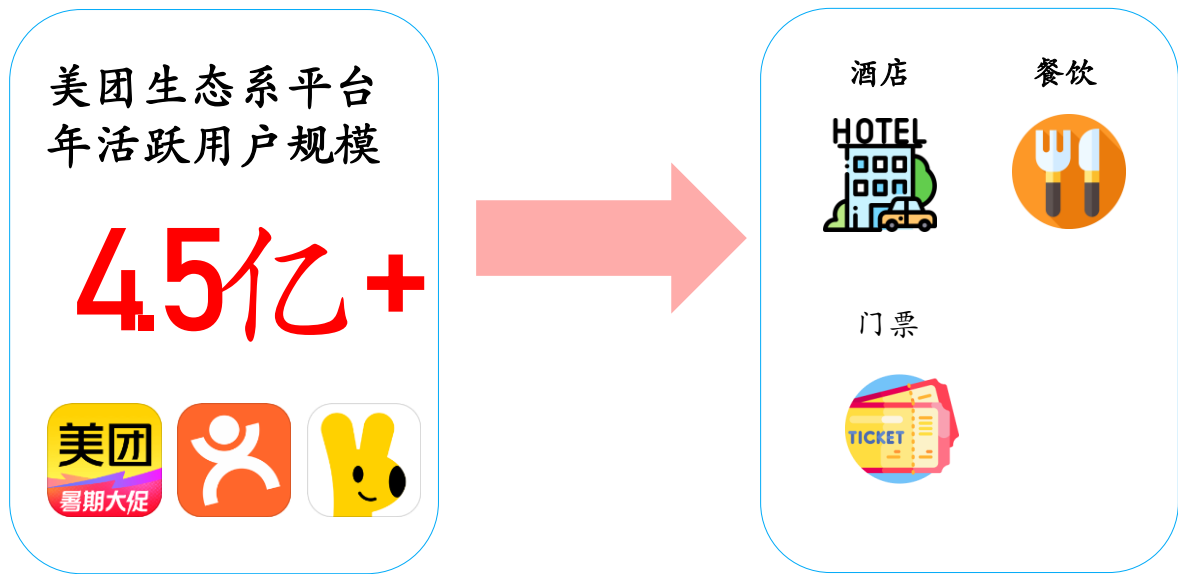 美团生态系平台
年活跃用户规模
4.5亿+
美团
暑期大促
酒店
餐饮
HOTEL
门票
TICKET